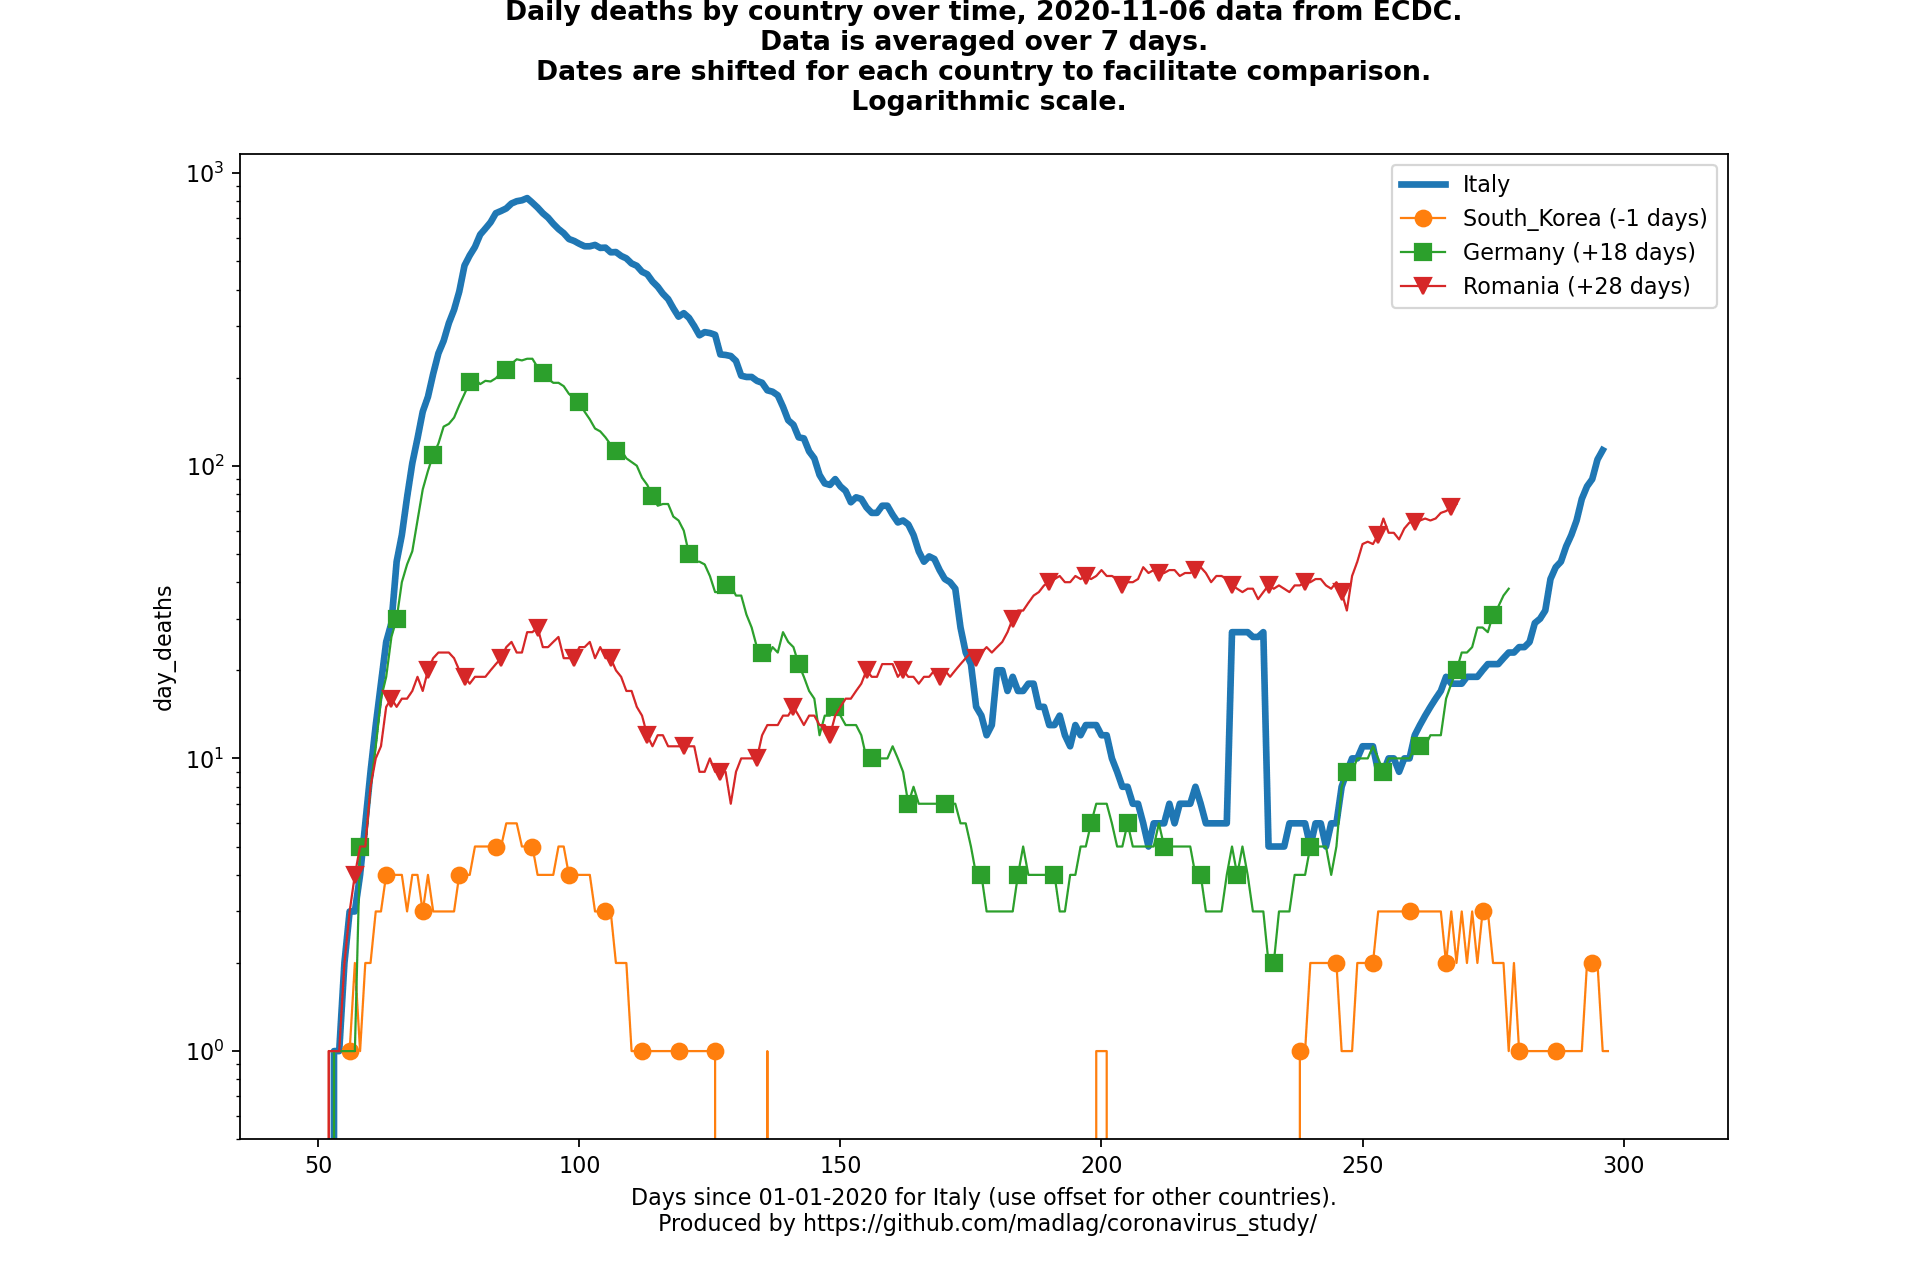 Daily deaths by country over time, 2020-11-06 data from ECDC.
Data is averaged over 7 days.
Dates are shifted for each country to facilitate comparison.
Logarithmic scale.
10³
10²
10¹
10⁰
day_deaths
Italy
South_Korea (-1 days)
Germany (+18 days)
Romania (+28 days)
50 100 150 200 250 300
Days since 01-01-2020 for Italy (use offset for other countries).
Produced by https://github.com/madlag/coronavirus_study/